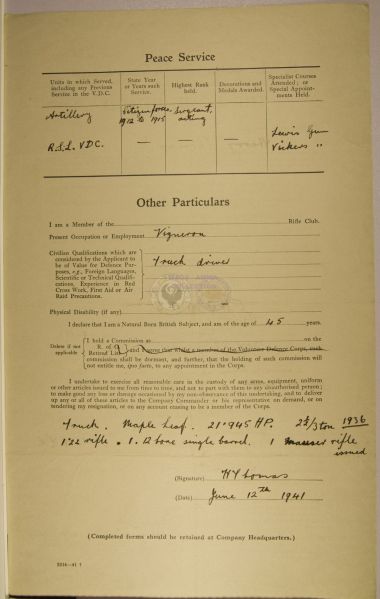 Peace Service
Units in which Served, including any Previous Service in the V.D.C.
State Year or Years such Service.
Highest Rank held.
Decorations and Medals Awarded.
Specialist Courses Attended; or Special Appointments Held.
Artillery
Citizen force 1912 to 1915
Sergeant, acting
R.S.L. V.D.C.
—
—
—
Lewis Gun
Vickers "
Other Particulars
I am a Member of the Rifle Club.
Present Occupation or Employment Vigneron
Civilian Qualifications which are
considered by the Applicant to
be of Value for Defence Pur-
poses, e.g., Foreign Languages,
Scientific or Technical Qualifi-
cations, Experience in Red
Cross Work, First Aid or Air
Raid Precautions.
Truck driver
Physical Disability (if any)
I declare that I am a Natural Born British Subject, and am of the age of 45 years.
Delete if not applicable
I hold a Commission as on the
R. of O. and I agree that whilst a member of the Volunteer Defence Corps, such
Retired List
commission shall be dormant, and further, that the holding of such commission will
not entitle me, ipso facto, to any appointment in the Corps.
I undertake to exercise all reasonable care in the custody of any arms, equipment, uniform
or other articles issued to me from time to time, and not to part with them to any unauthorised person;
to make good any loss or damage occasioned by my non-observance of this undertaking, and to deliver
up any or all of these articles to the Company Commander or his representative on demand, or on
tendering my resignation, or on any account ceasing to be a member of the Corps.
Truck. Maple Leaf. 21.945 HP. 1936
1.22 rifle . 1. 12 bore single barrel. 1 Mauser rifle
issued
(Signature)
(Date) June 12th 1941
(Completed forms should be retained at Company Headquarters.)